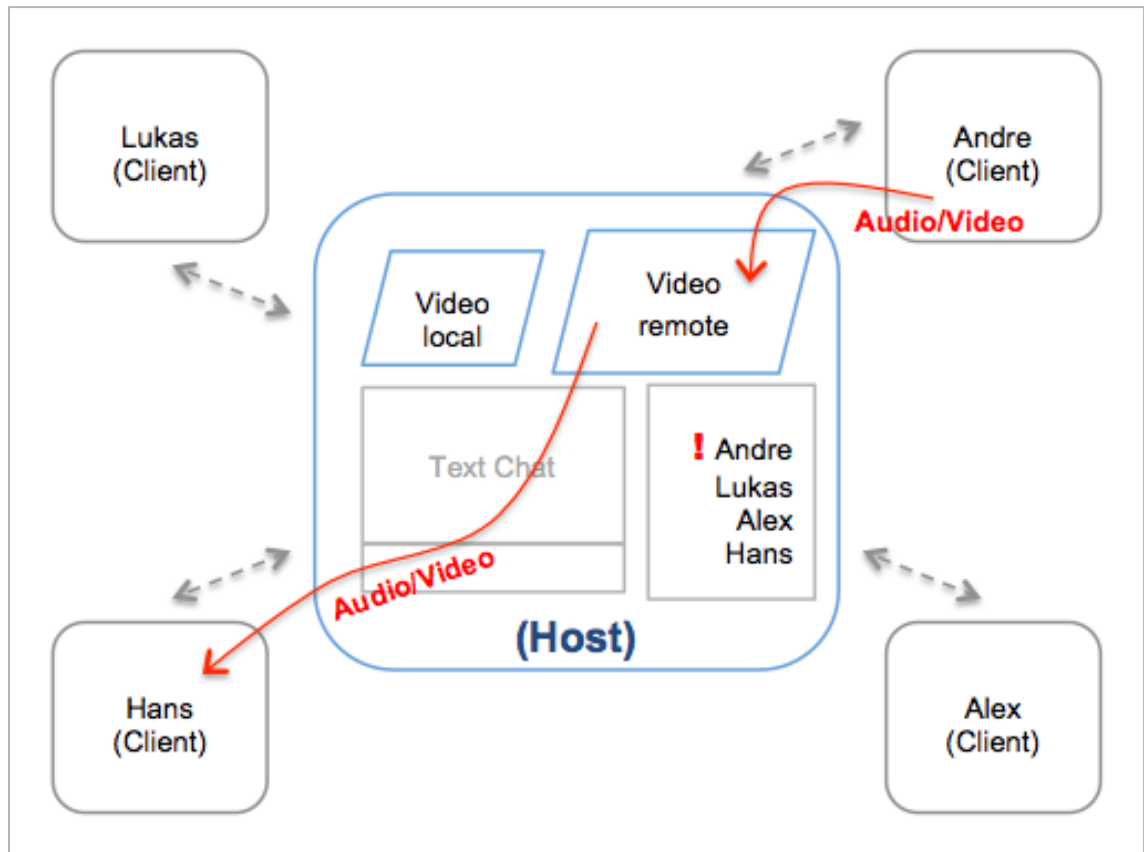 Lukas
(Client)
Andre
(Client)
Audio/Video
Video
local
Video
remote
Text Chat
! Andre
Lukas
Alex
Hans
Audio/Video
(Host)
Hans
(Client)
Alex
(Client)